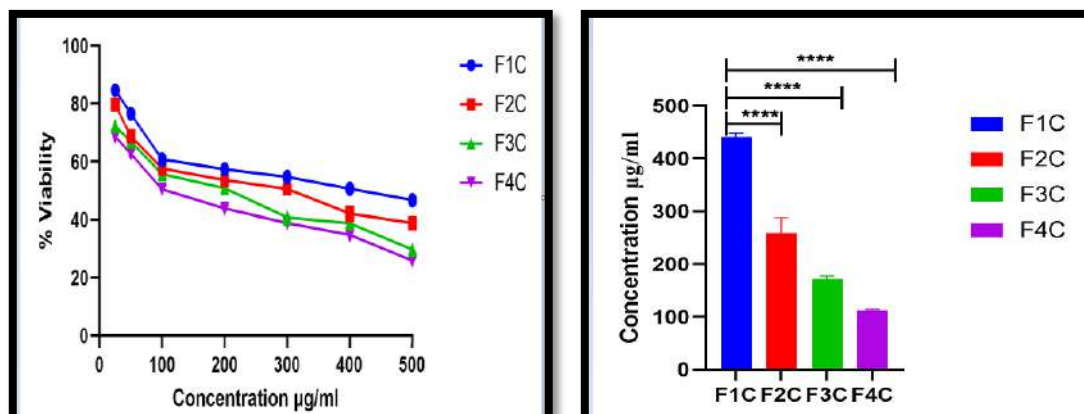 100
80
60
40
20
0
% Viability
0 100 200 300 400 500
Concentration µg/ml
F1C
F2C
F3C
F4C
****
****
****
500
400
300
200
100
0
Concentration µg/ml
F1C F2C F3C F4C
F1C
F2C
F3C
F4C